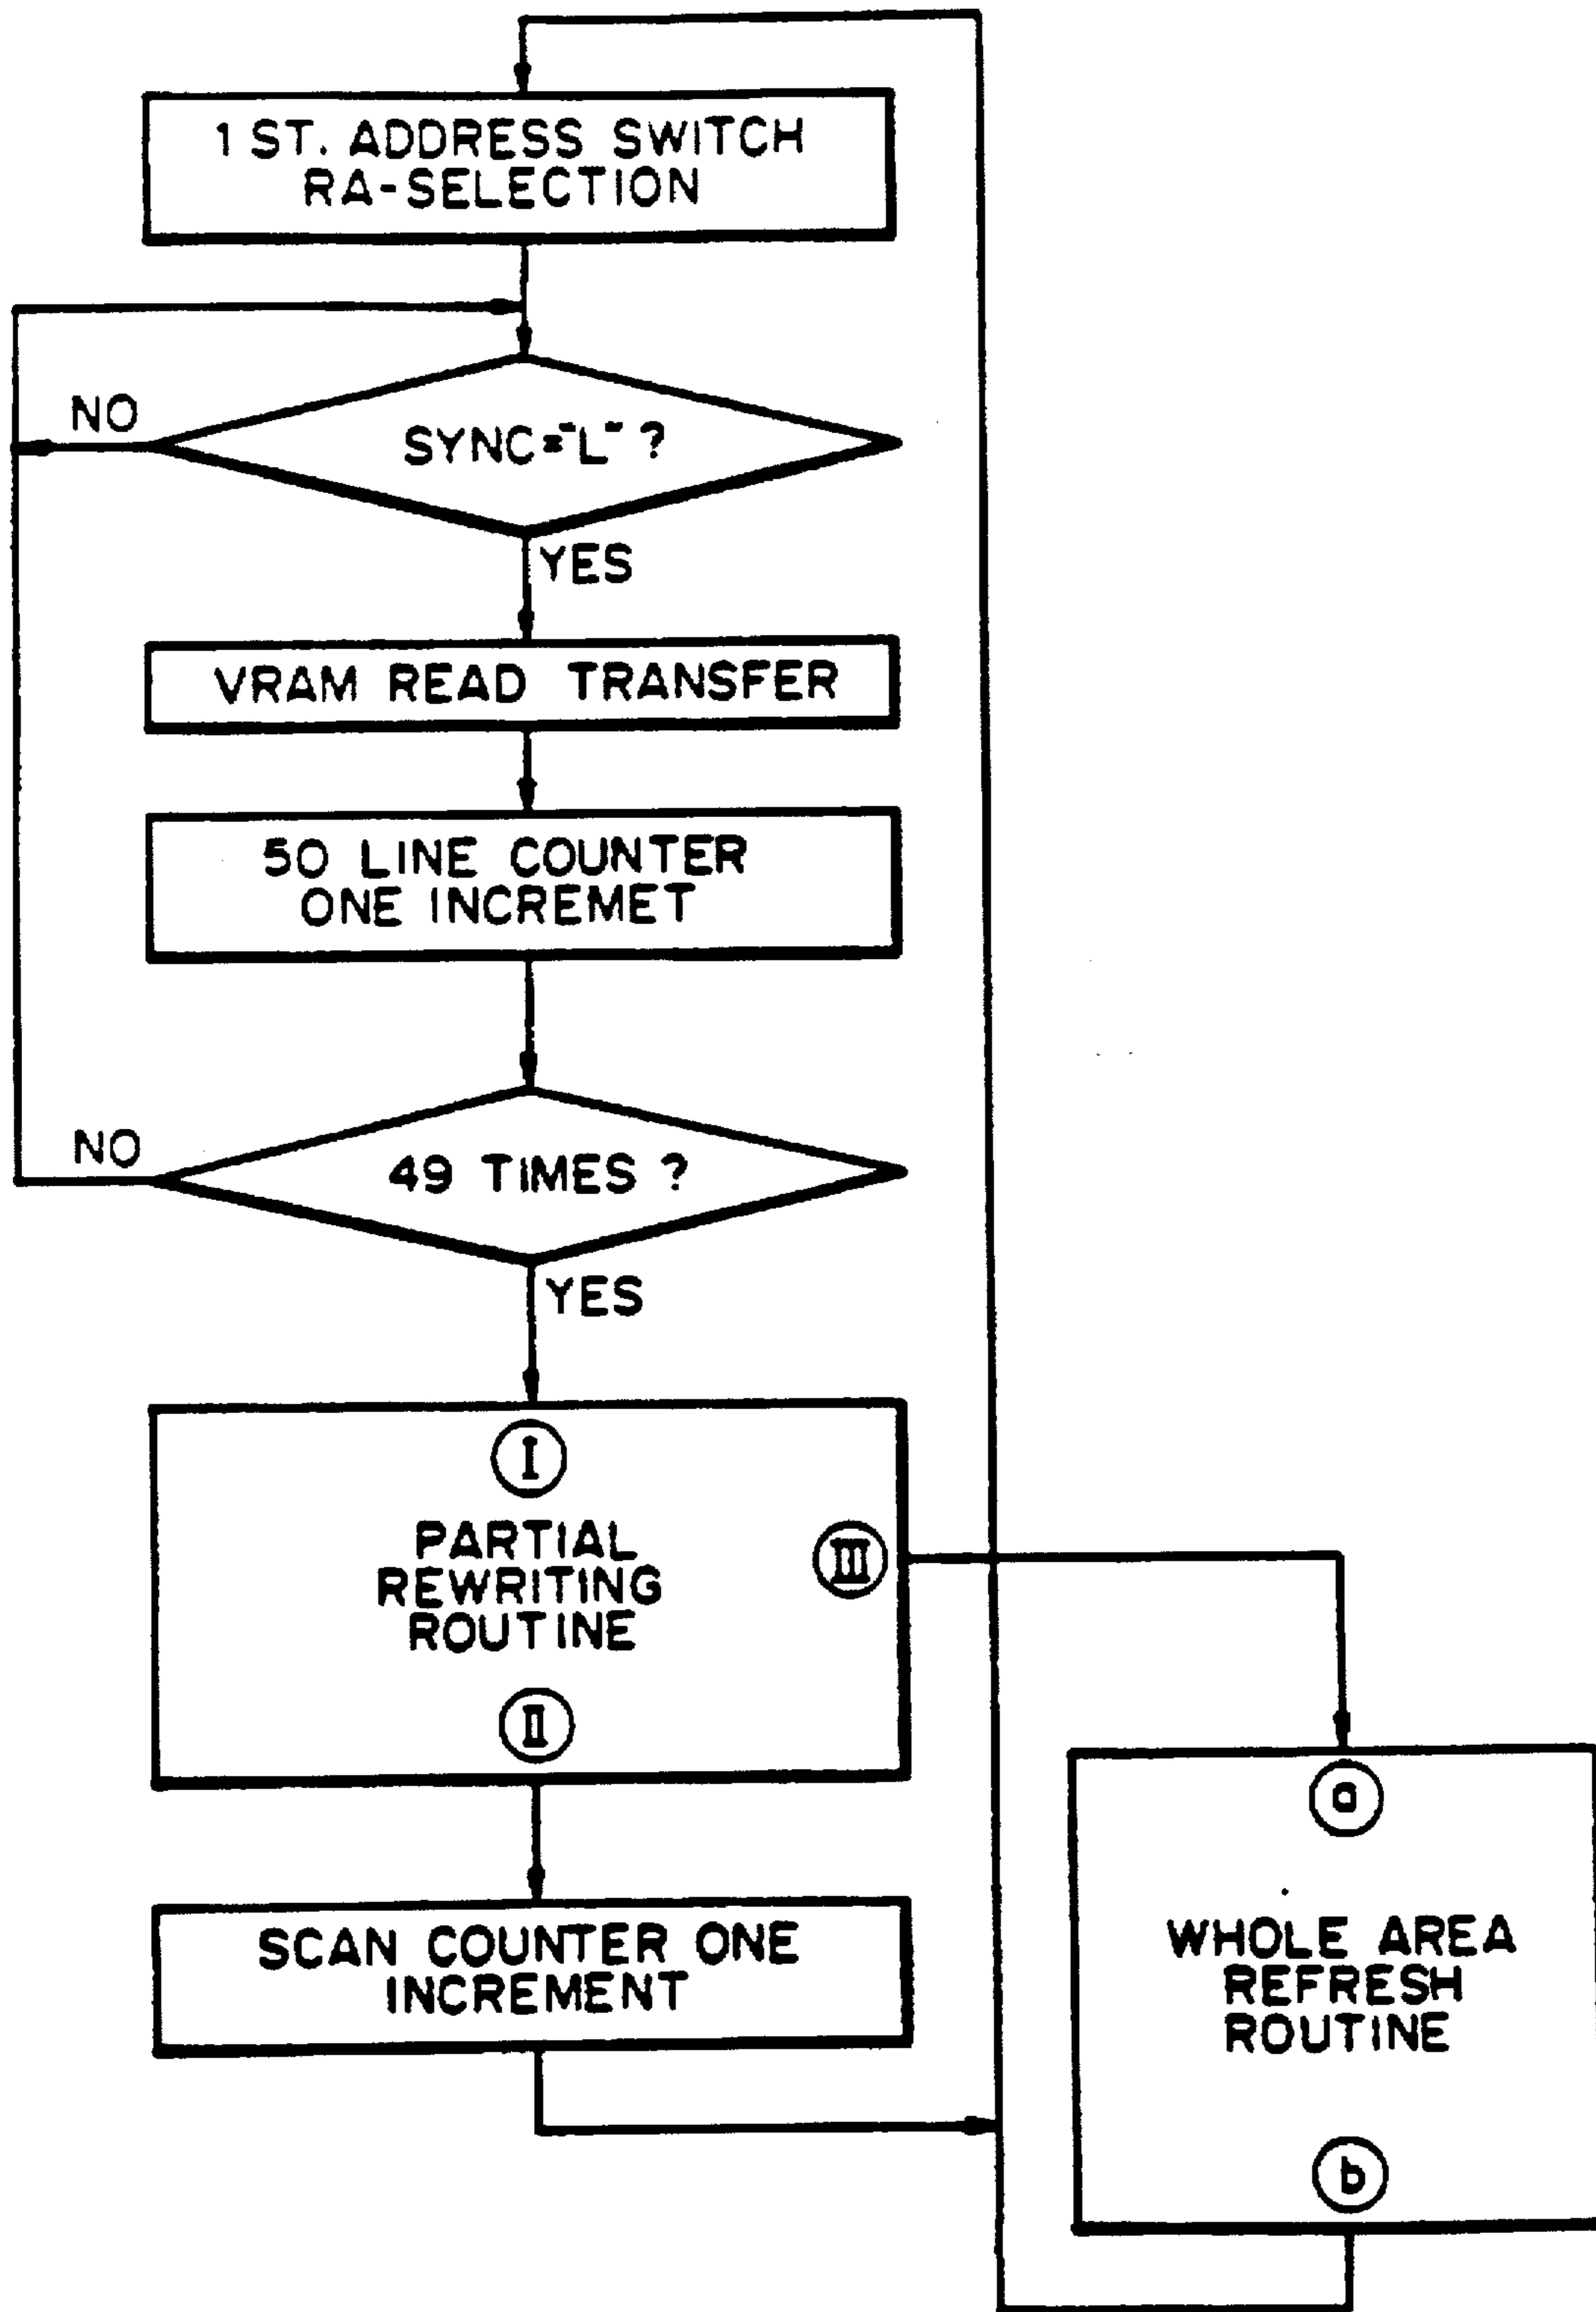 1 ST. ADDRESS SWITCH
RA-SELECTION
NO
SYNC="L" ?
YES
VRAM READ TRANSFER
50 LINE COUNTER
ONE INCREMET
NO
49 TIMES ?
YES
I
PARTIAL
REWRITING
ROUTINE
III
II
a
SCAN COUNTER ONE
INCREMENT
WHOLE AREA
REFRESH
ROUTINE
b